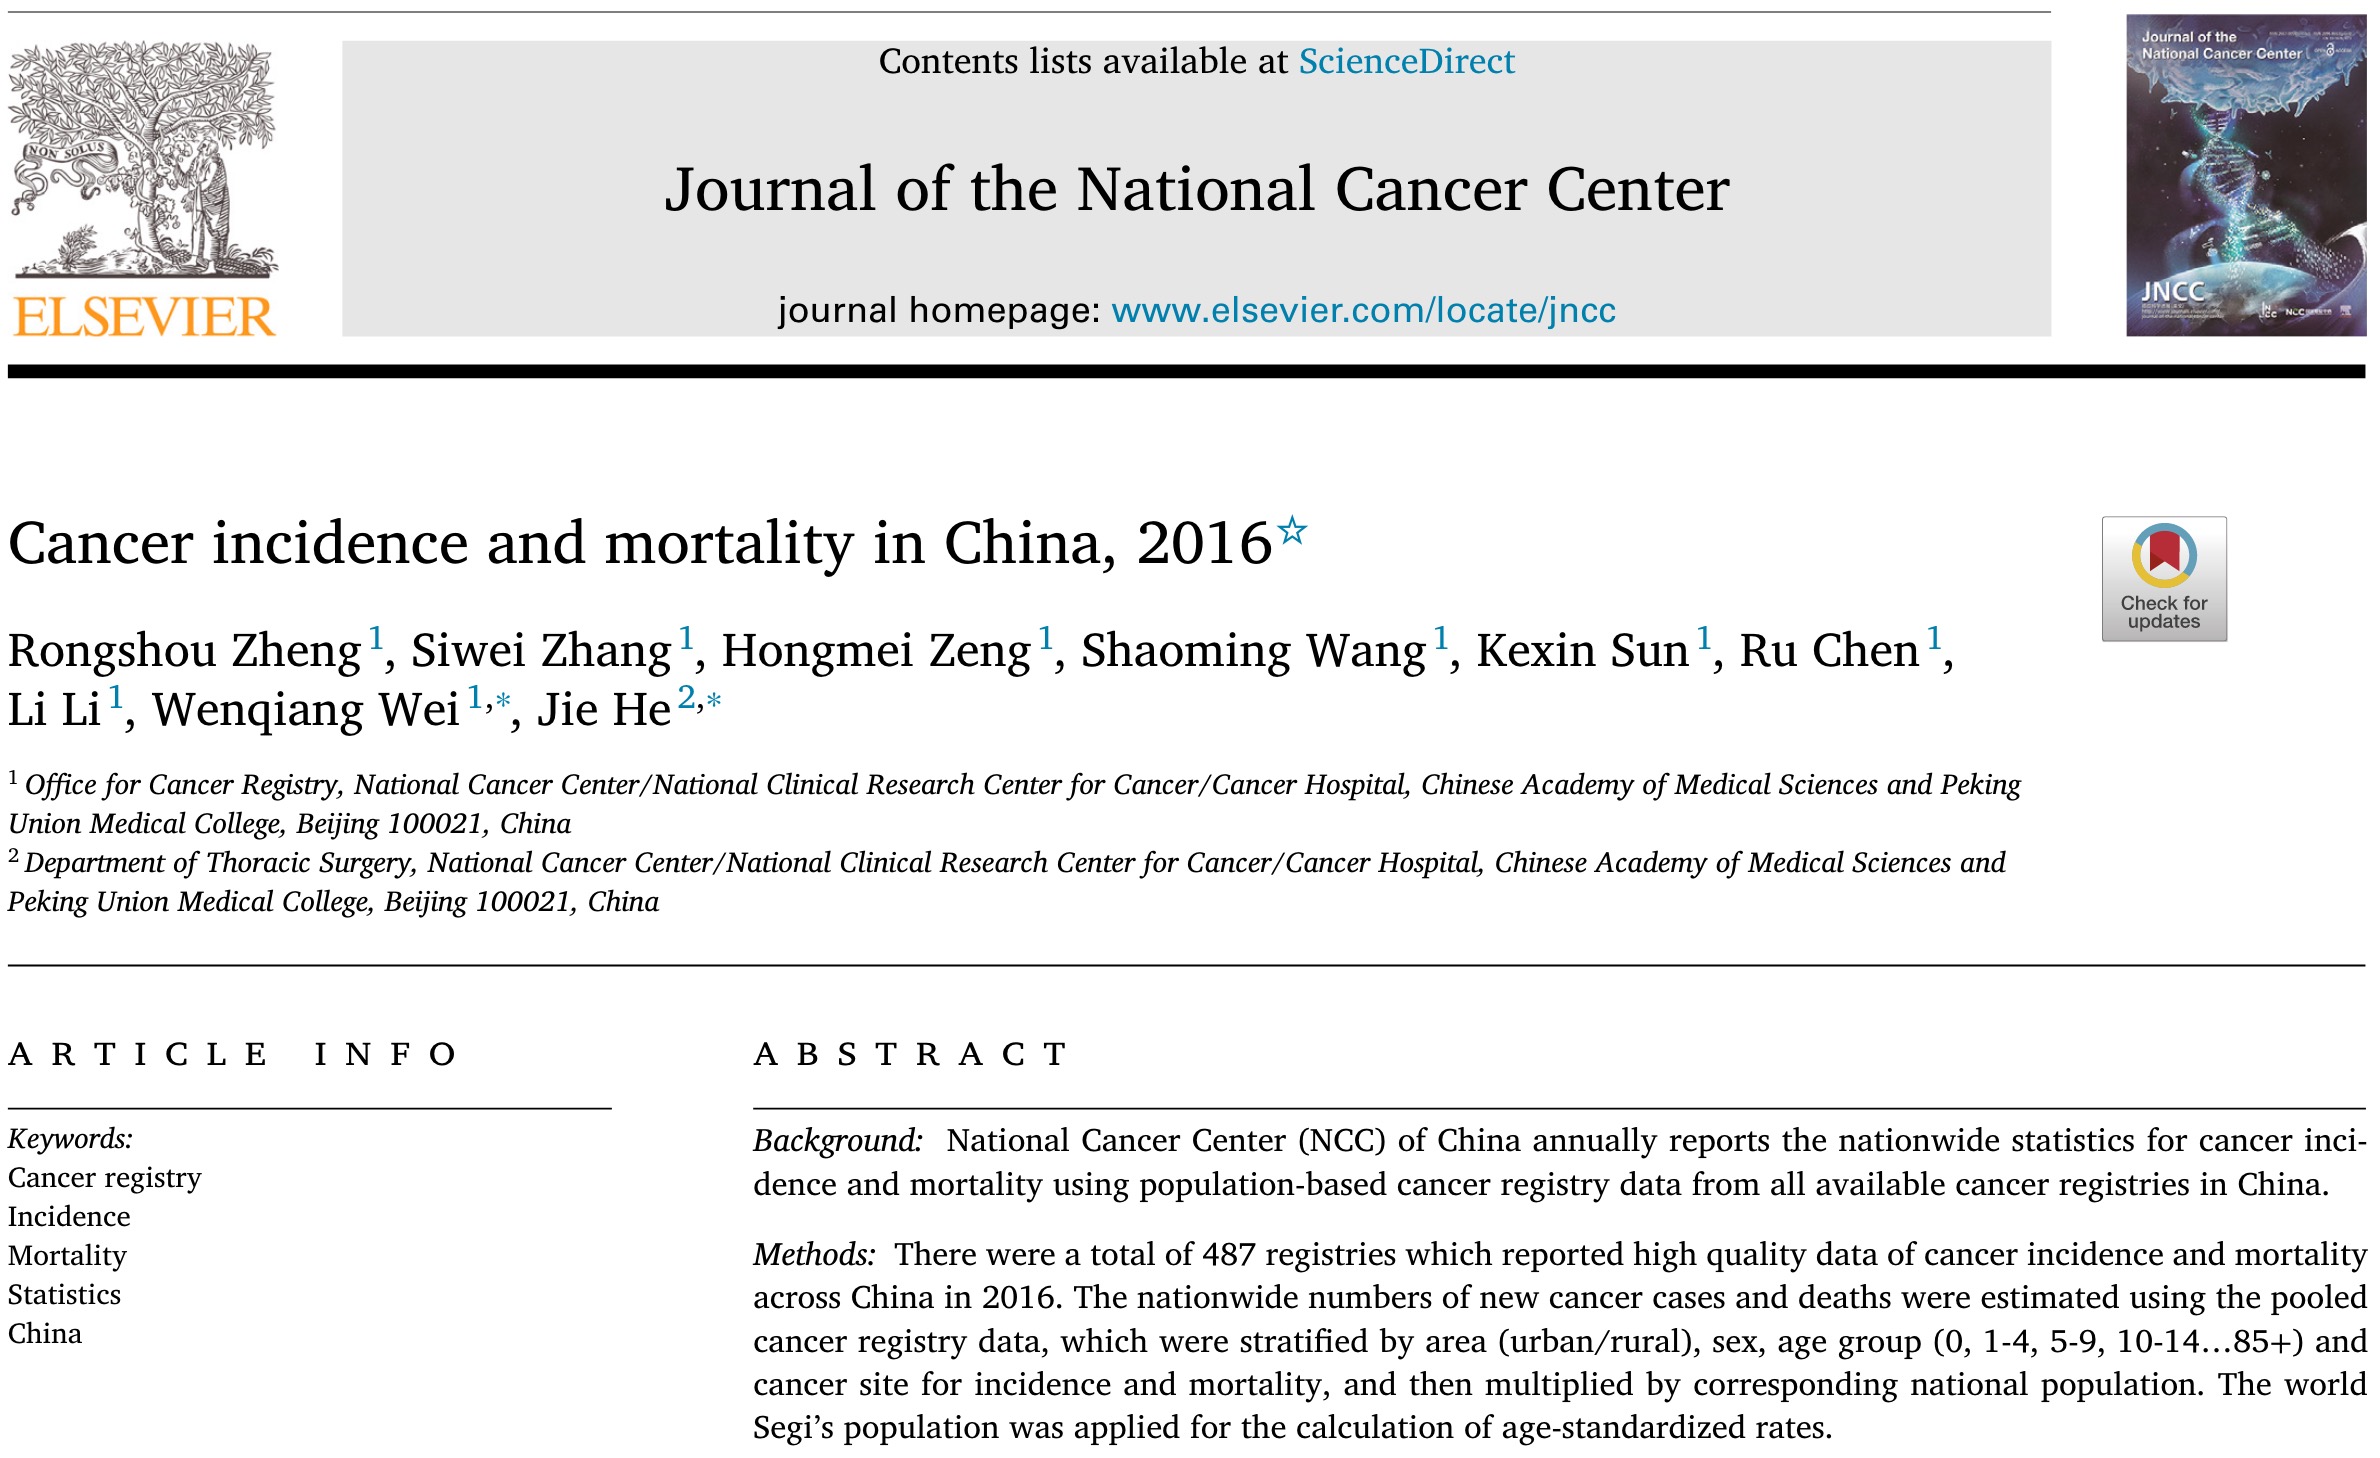 Contents lists available at ScienceDirect
Journal of the National Cancer Center
journal homepage: www.elsevier.com/locate/jncc
NON SOLUS
ELSEVIER
Journal of the
National Cancer Center
JNCC
Cancer incidence and mortality in China, 2016☆
Check for
updates
Rongshou Zheng 1, Siwei Zhang 1, Hongmei Zeng 1, Shaoming Wang 1, Kexin Sun 1, Ru Chen 1,
Li Li 1, Wenqiang Wei 1,*, Jie He 2,*
1 Office for Cancer Registry, National Cancer Center/National Clinical Research Center for Cancer/Cancer Hospital, Chinese Academy of Medical Sciences and Peking
Union Medical College, Beijing 100021, China
2 Department of Thoracic Surgery, National Cancer Center/National Clinical Research Center for Cancer/Cancer Hospital, Chinese Academy of Medical Sciences and
Peking Union Medical College, Beijing 100021, China
ARTICLE INFO
Keywords:
Cancer registry
Incidence
Mortality
Statistics
China
ABSTRACT
Background: National Cancer Center (NCC) of China annually reports the nationwide statistics for cancer inci-
dence and mortality using population-based cancer registry data from all available cancer registries in China.
Methods: There were a total of 487 registries which reported high quality data of cancer incidence and mortality
across China in 2016. The nationwide numbers of new cancer cases and deaths were estimated using the pooled
cancer registry data, which were stratified by area (urban/rural), sex, age group (0, 1-4, 5-9, 10-14…85+) and
cancer site for incidence and mortality, and then multiplied by corresponding national population. The world
Segi's population was applied for the calculation of age-standardized rates.